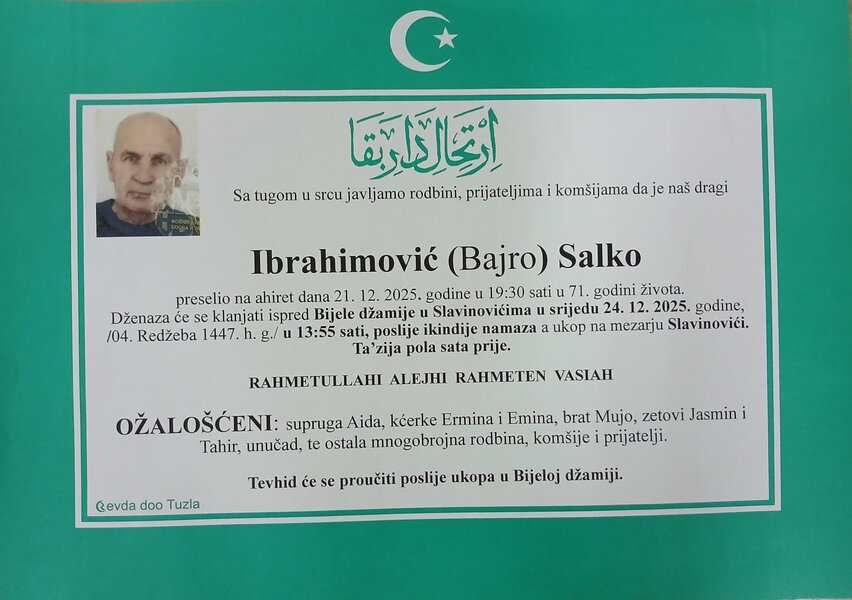 اِرْتِحَالِ دَارِ بَقَا
Sa tugom u srcu javljamo rodbini, prijateljima i komšijama da je naš dragi
Ibrahimović (Bajro) Salko
preselio na ahiret dana 21. 12. 2025. godine u 19:30 sati u 71. godini života.
Dženaza će se klanjati ispred Bijele džamije u Slavinovićima u srijedu 24. 12. 2025. godine,
/04. Redžeba 1447. h. g./ u 13:55 sati, poslije ikindije namaza a ukop na mezarju Slavinovići.
Ta’zija pola sata prije.
RAHMETULLAHI ALEJHI RAHMETEN VASIAH
OŽALOŠĆENI: supruga Aida, kćerke Ermina i Emina, brat Mujo, zetovi Jasmin i
Tahir, unučad, te ostala mnogobrojna rodbina, komšije i prijatelji.
Tevhid će se proučiti poslije ukopa u Bijeloj džamiji.
Revda doo Tuzla